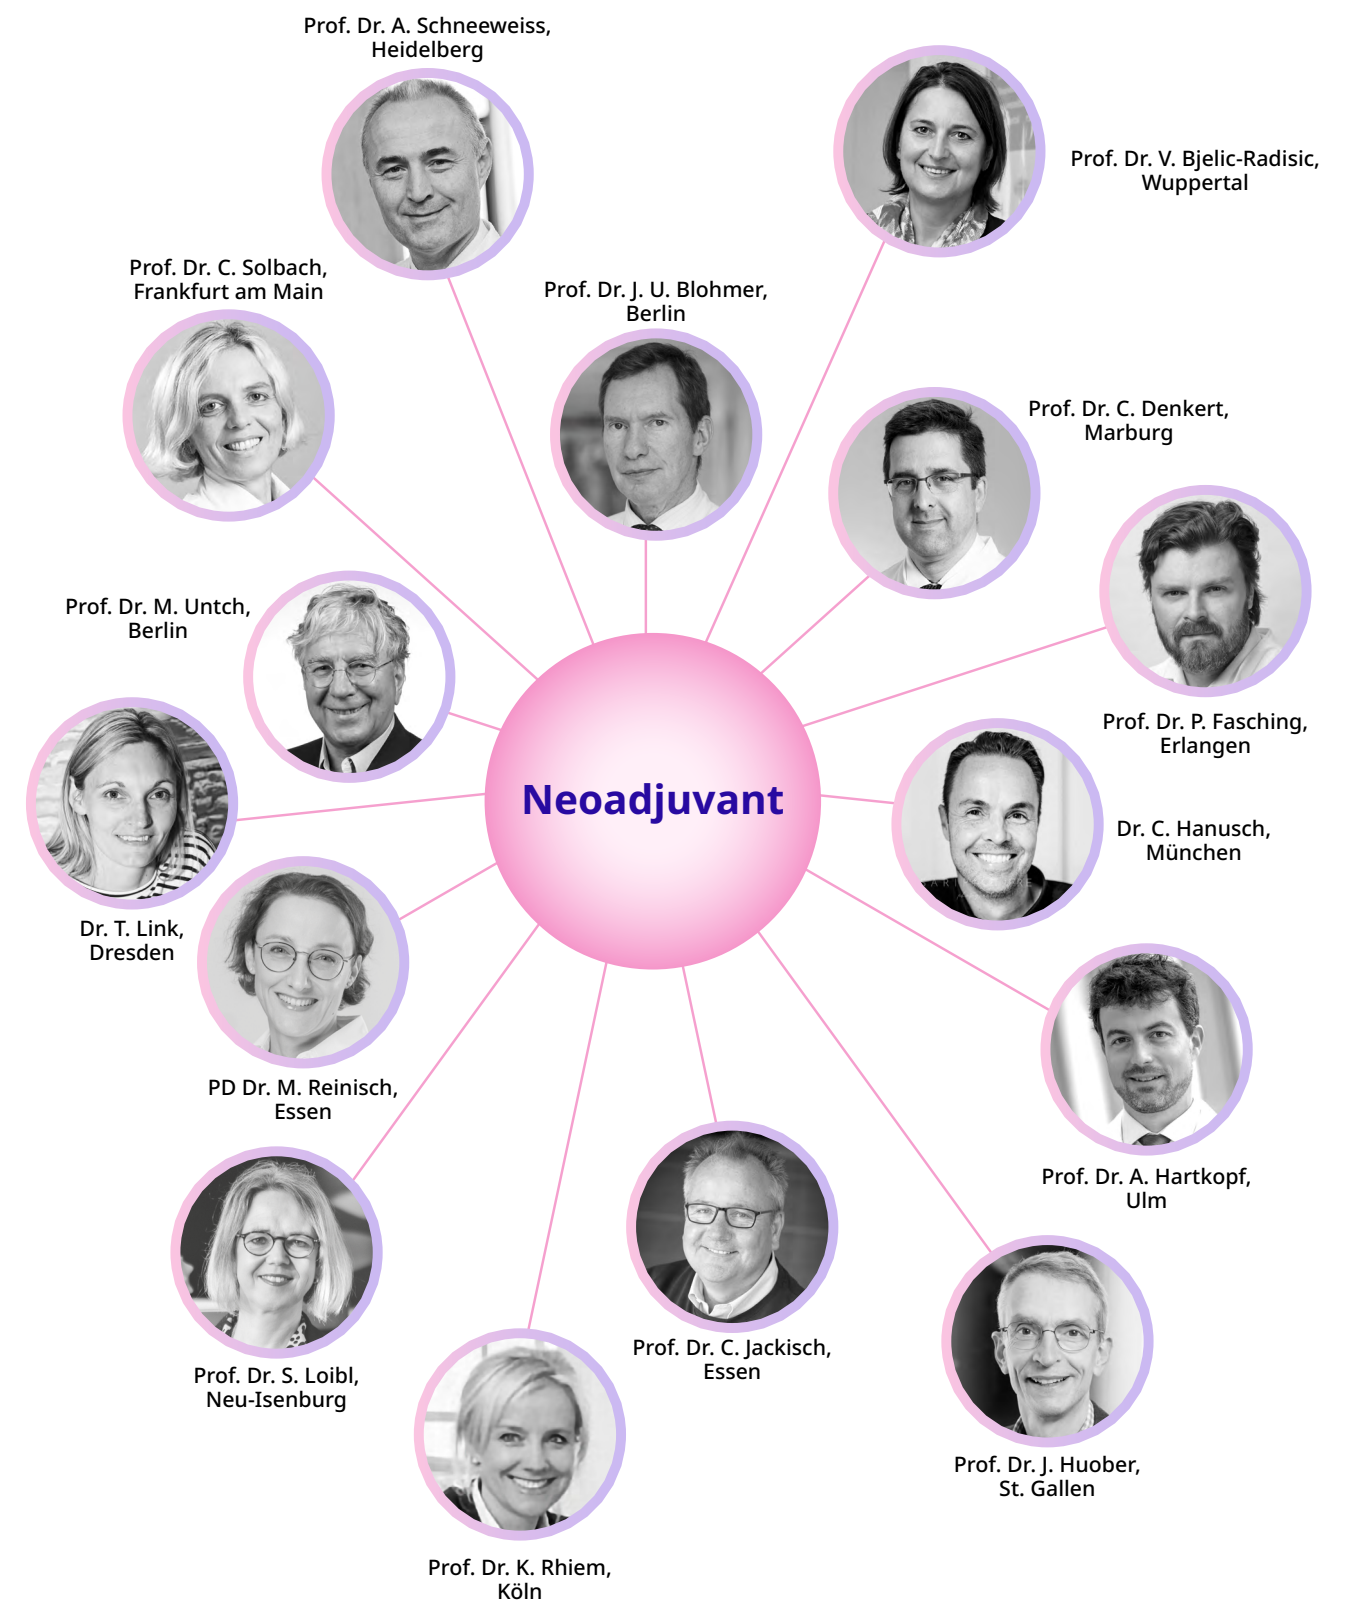 Prof. Dr. A. Schneeweiss,
Heidelberg
Prof. Dr. V. Bjelic-Radisic,
Wuppertal
Prof. Dr. C. Solbach,
Frankfurt am Main
Prof. Dr. J. U. Blohmer,
Berlin
Prof. Dr. C. Denkert,
Marburg
Prof. Dr. M. Untch,
Berlin
Prof. Dr. P. Fasching,
Erlangen
Neoadjuvant
Dr. C. Hanusch,
München
Dr. T. Link,
Dresden
PD Dr. M. Reinisch,
Essen
Prof. Dr. A. Hartkopf,
Ulm
Prof. Dr. S. Loibl,
Neu-Isenburg
Prof. Dr. C. Jackisch,
Essen
Prof. Dr. J. Huober,
St. Gallen
Prof. Dr. K. Rhiem,
Köln